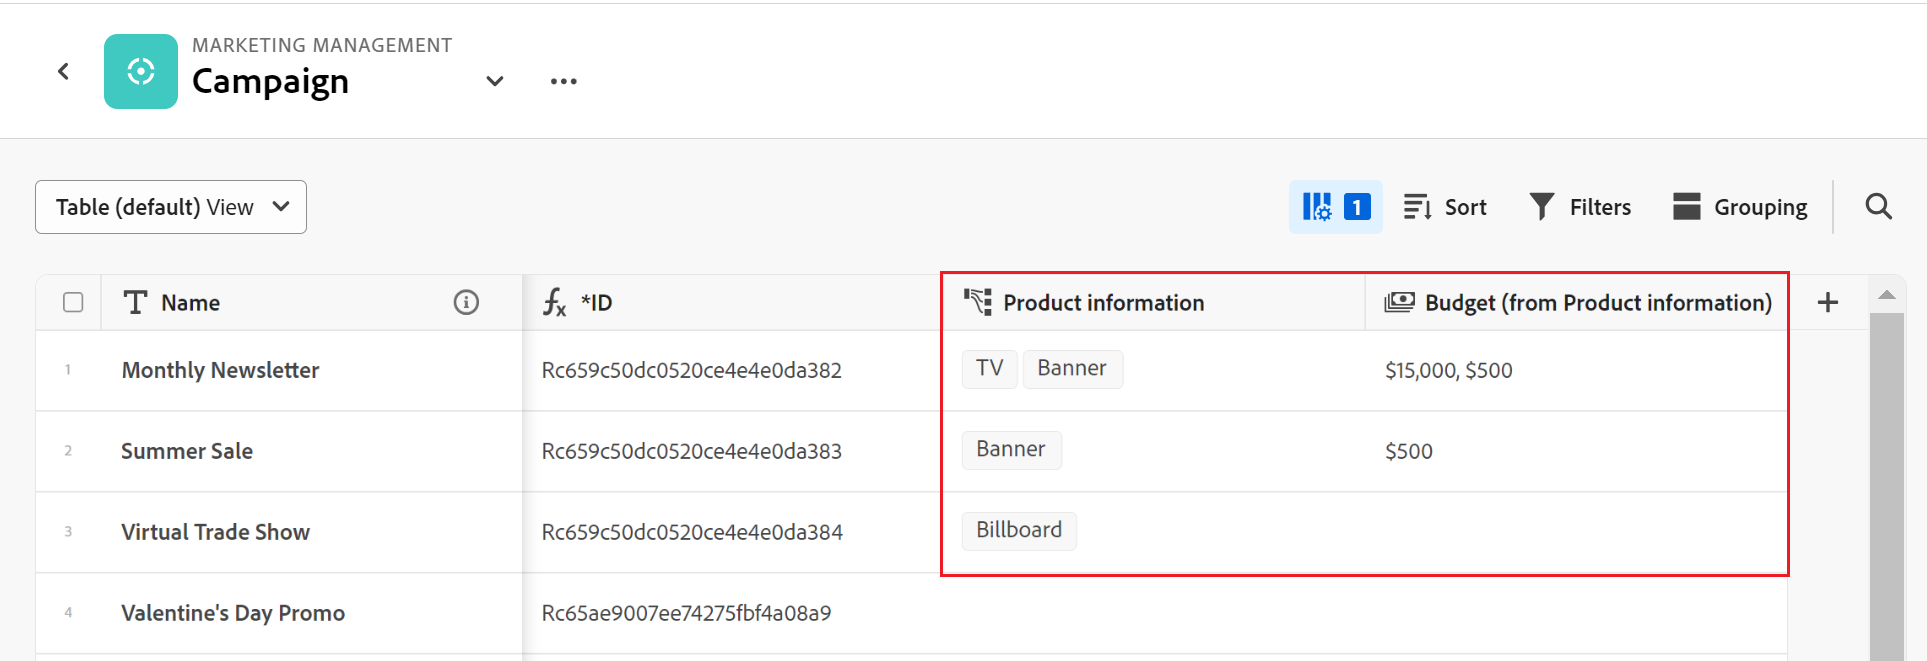 MARKETING MANAGEMENT
Campaign
Table (default) View
1
Sort
Filters
Grouping
Name
*ID
Product information
Budget (from Product information)
1 Monthly Newsletter Rc659c50dc0520ce4e4e0da382 TV Banner $15,000, $500
2 Summer Sale Rc659c50dc0520ce4e4e0da383 Banner $500
3 Virtual Trade Show Rc659c50dc0520ce4e4e0da384 Billboard
4 Valentine's Day Promo Rc65ae9007ee74275fbf4a08a9